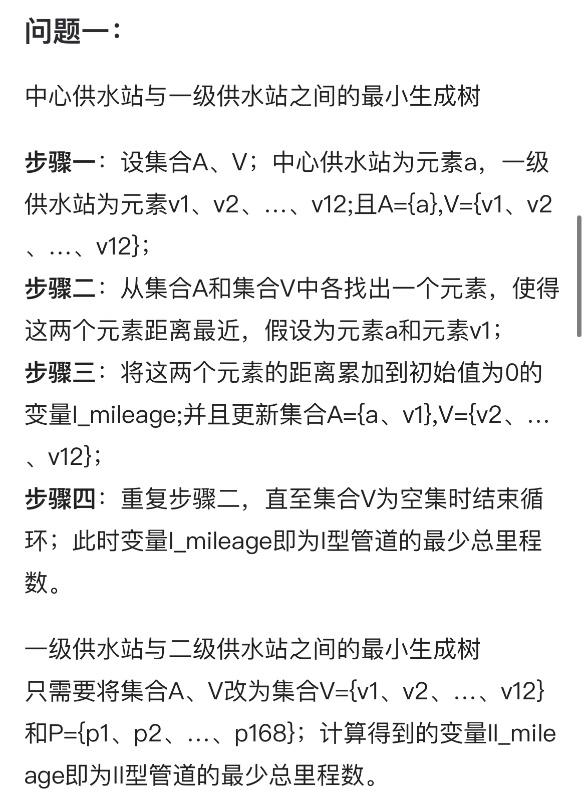 问题一：
中心供水站与一级供水站之间的最小生成树
步骤一：设集合A、V；中心供水站为元素a，一级
供水站为元素v1、v2、…、v12;且A={a},V={v1、v2
、…、v12}；
步骤二：从集合A和集合V中各找出一个元素，使得
这两个元素距离最近，假设为元素a和元素v1；
步骤三：将这两个元素的距离累加到初始值为0的
变量I_mileage;并且更新集合A={a、v1},V={v2、…
、v12}；
步骤四：重复步骤二，直至集合V为空集时结束循
环；此时变量I_mileage即为I型管道的最少总里程
数。
一级供水站与二级供水站之间的最小生成树
只需要将集合A、V改为集合V={v1、v2、…、v12}
和P={p1、p2、…、p168}；计算得到的变量II_mile
age即为II型管道的最少总里程数。